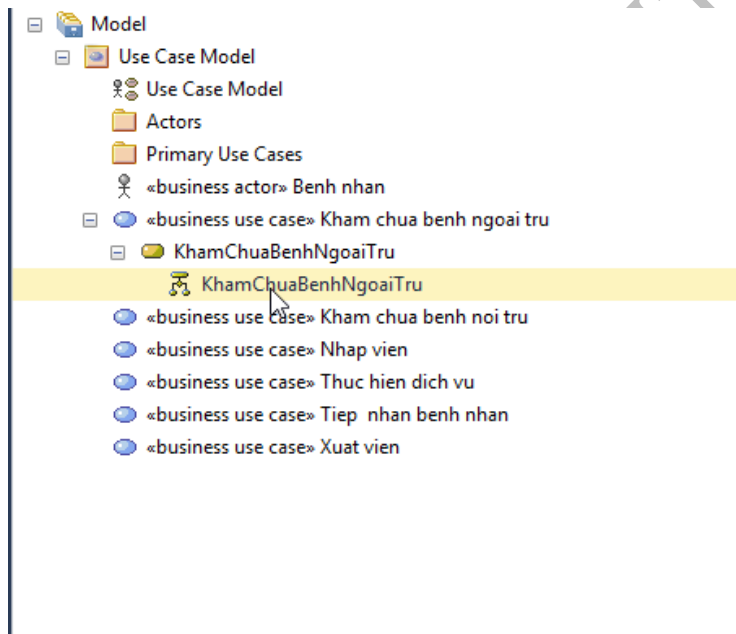 Model
Use Case Model
Use Case Model
Actors
Primary Use Cases
«business actor» Benh nhan
«business use case» Kham chua benh ngoai tru
KhamChuaBenhNgoaiTru
KhamChuaBenhNgoaiTru
«business use case» Kham chua benh noi tru
«business use case» Nhap vien
«business use case» Thuc hien dich vu
«business use case» Tiep  nhan benh nhan
«business use case» Xuat vien